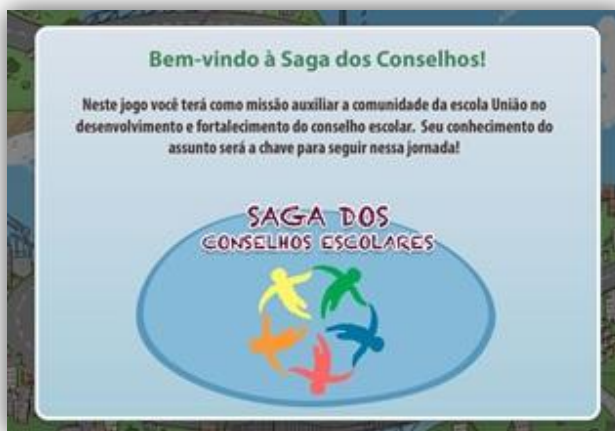 Bem-vindo à Saga dos Conselhos!
Neste jogo você terá como missão auxiliar a comunidade da escola União no
desenvolvimento e fortalecimento do conselho escolar. Seu conhecimento do
assunto será a chave para seguir nessa jornada!
SAGA DOS
CONSELHOS ESCOLARES